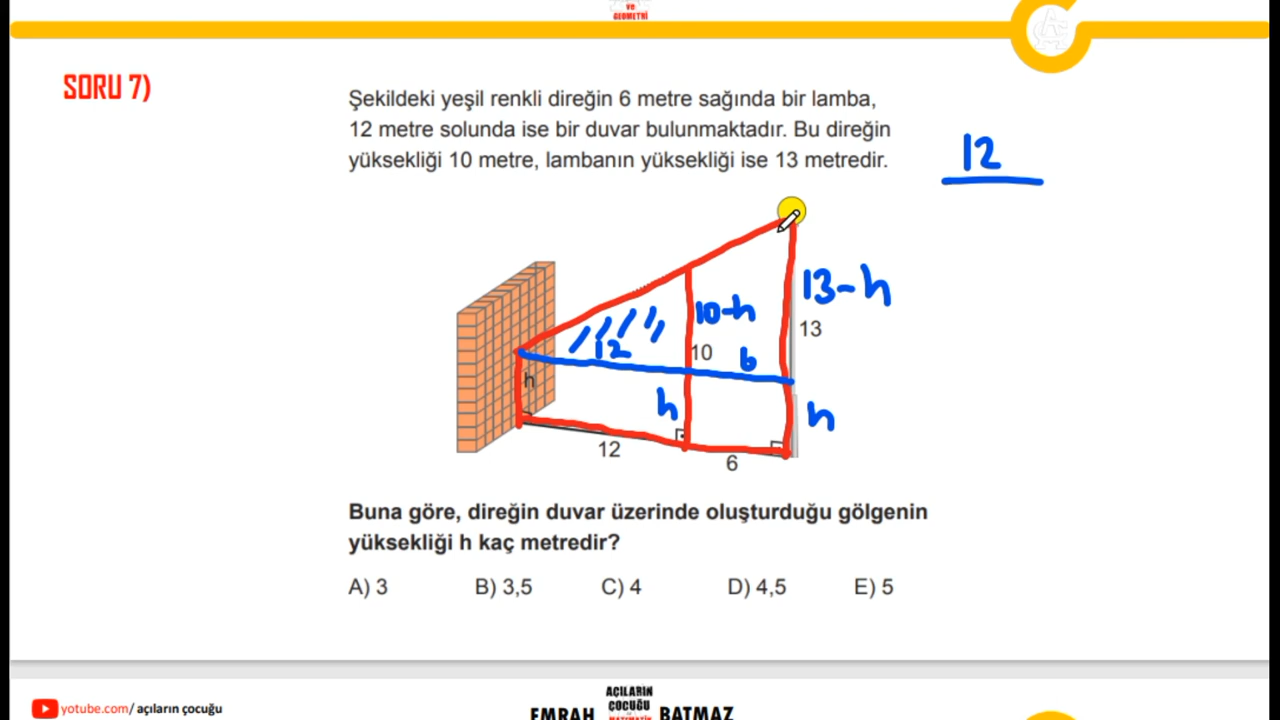 VE
GEOMETRİ
SORU 7)
Şekildeki yeşil renkli direğin 6 metre sağında bir lamba,
12 metre solunda ise bir duvar bulunmaktadır. Bu direğin
yüksekliği 10 metre, lambanın yüksekliği ise 13 metredir.
12
13-h
10-h
13
12
10
6
h
h
h
12
6
Buna göre, direğin duvar üzerinde oluşturduğu gölgenin
yüksekliği h kaç metredir?
A) 3 B) 3,5 C) 4 D) 4,5 E) 5
yotube.com/ açıların çocuğu
AÇILARIN
ÇOCUĞU
EMRAH BATMAZ